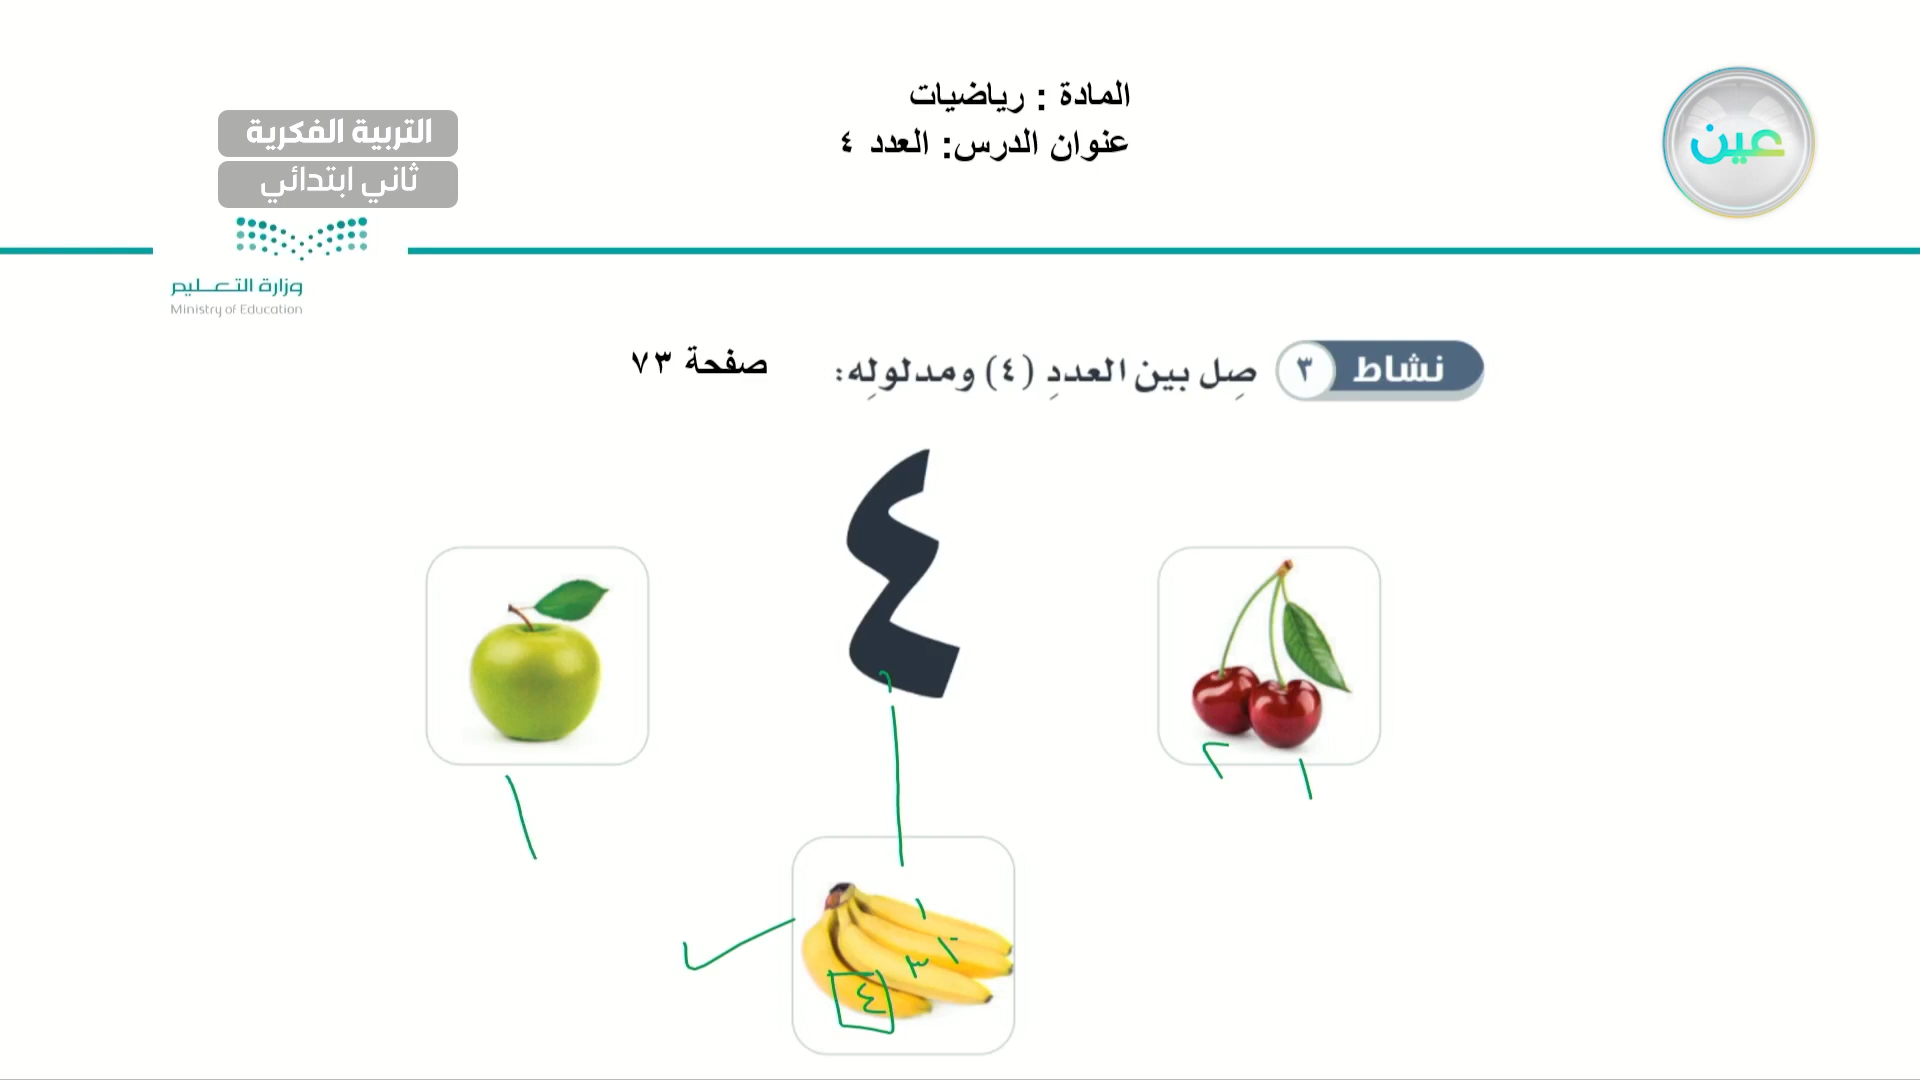 المادة : رياضيات
عنوان الدرس: العدد ٤
عين
التربية الفكرية
ثاني ابتدائي
وزارة التعليم
Ministry of Education
نشاط ٣ صِل بين العددِ (٤) ومدلولِه: صفحة ٧٣
٤
٢ ١
١
١
٢
٣
٤